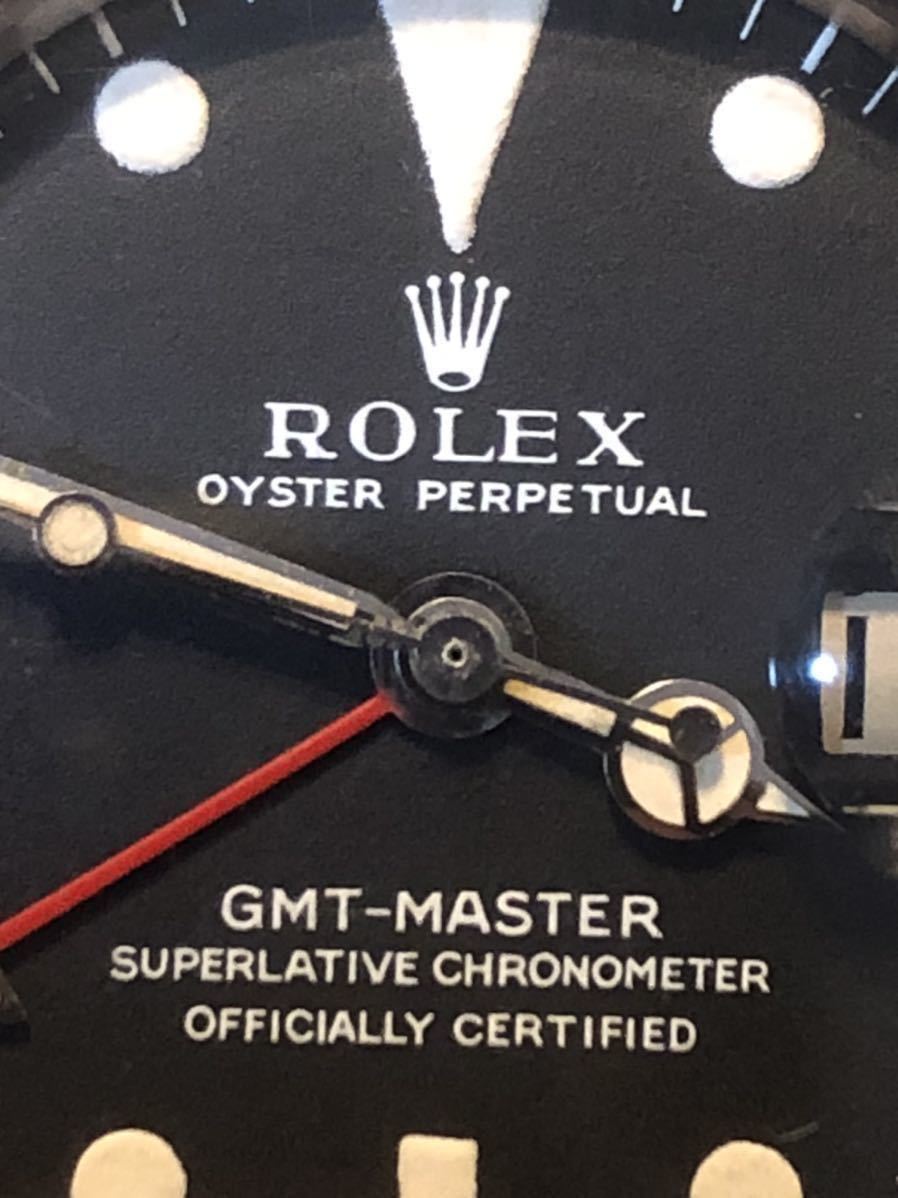 ROLEX
OYSTER PERPETUAL
GMT-MASTER
SUPERLATIVE CHRONOMETER
OFFICIALLY CERTIFIED